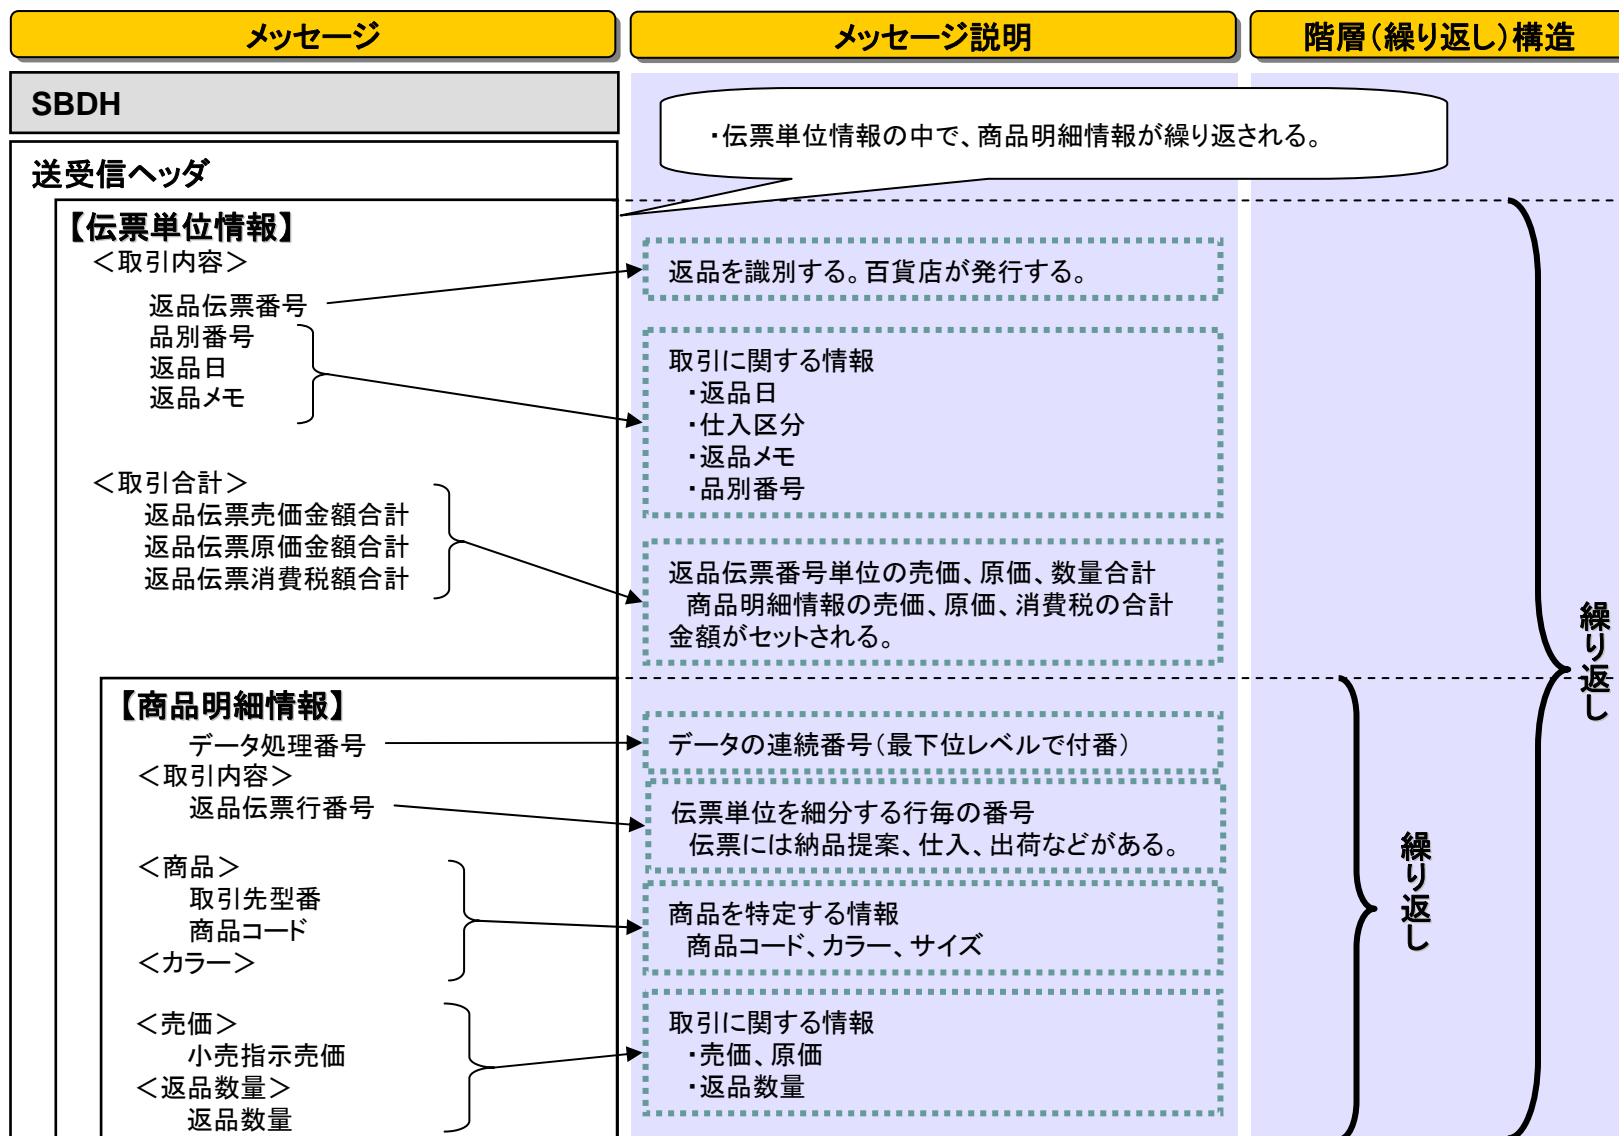 メッセージ
メッセージ説明
階層（繰り返し）構造
SBDH
・伝票単位情報の中で、商品明細情報が繰り返される。
送受信ヘッダ
【伝票単位情報】
＜取引内容＞
返品伝票番号
品別番号
返品日
返品メモ
返品を識別する。百貨店が発行する。
取引に関する情報
・返品日
・仕入区分
・返品メモ
・品別番号
＜取引合計＞
返品伝票売価金額合計
返品伝票原価金額合計
返品伝票消費税額合計
返品伝票番号単位の売価、原価、数量合計
商品明細情報の売価、原価、消費税の合計
金額がセットされる。
繰り返し
【商品明細情報】
データ処理番号
データの連続番号（最下位レベルで付番）
＜取引内容＞
返品伝票行番号
伝票単位を細分する行毎の番号
伝票には納品提案、仕入、出荷などがある。
繰り返し
＜商品＞
取引先型番
商品コード
＜カラー＞
商品を特定する情報
商品コード、カラー、サイズ
＜売価＞
小売指示売価
＜返品数量＞
返品数量
取引に関する情報
・売価、原価
・返品数量